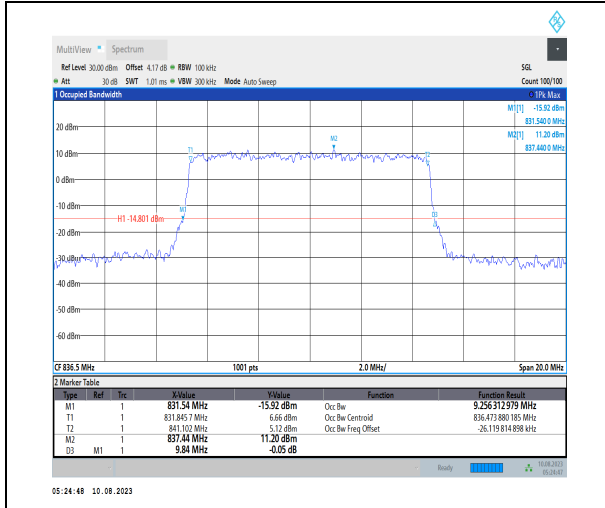 MultiView Spectrum
Ref Level 30.00 dBm Offset 4.17 dB RBW 100 kHz SGL
Att 30 dB SWT 1.01 ms VBW 300 kHz Mode Auto Sweep Count 100/100
1 Occupied Bandwidth 1Pk Max
M1[1] -15.92 dBm
831.540 0 MHz
M2[1] 11.20 dBm
837.440 0 MHz
20 dBm
M2
T1
T2
10 dBm
0 dBm
-10 dBm
M1
D3
H1 -14.801 dBm
-20 dBm
-30 dBm
-40 dBm
-50 dBm
-60 dBm
CF 836.5 MHz 1001 pts 2.0 MHz/ Span 20.0 MHz
2 Marker Table
Type Ref Trc X-Value Y-Value Function Function Result
M1 1 831.54 MHz -15.92 dBm Occ Bw 9.256 312 979 MHz
T1 1 831.845 7 MHz 6.66 dBm Occ Bw Centroid 836.473 880 185 MHz
T2 1 841.102 MHz 5.12 dBm Occ Bw Freq Offset -26.119 814 898 kHz
M2 1 837.44 MHz 11.20 dBm
D3 M1 1 9.84 MHz -0.05 dB
Ready 10.08.2023
05:24:47
05:24:48 10.08.2023